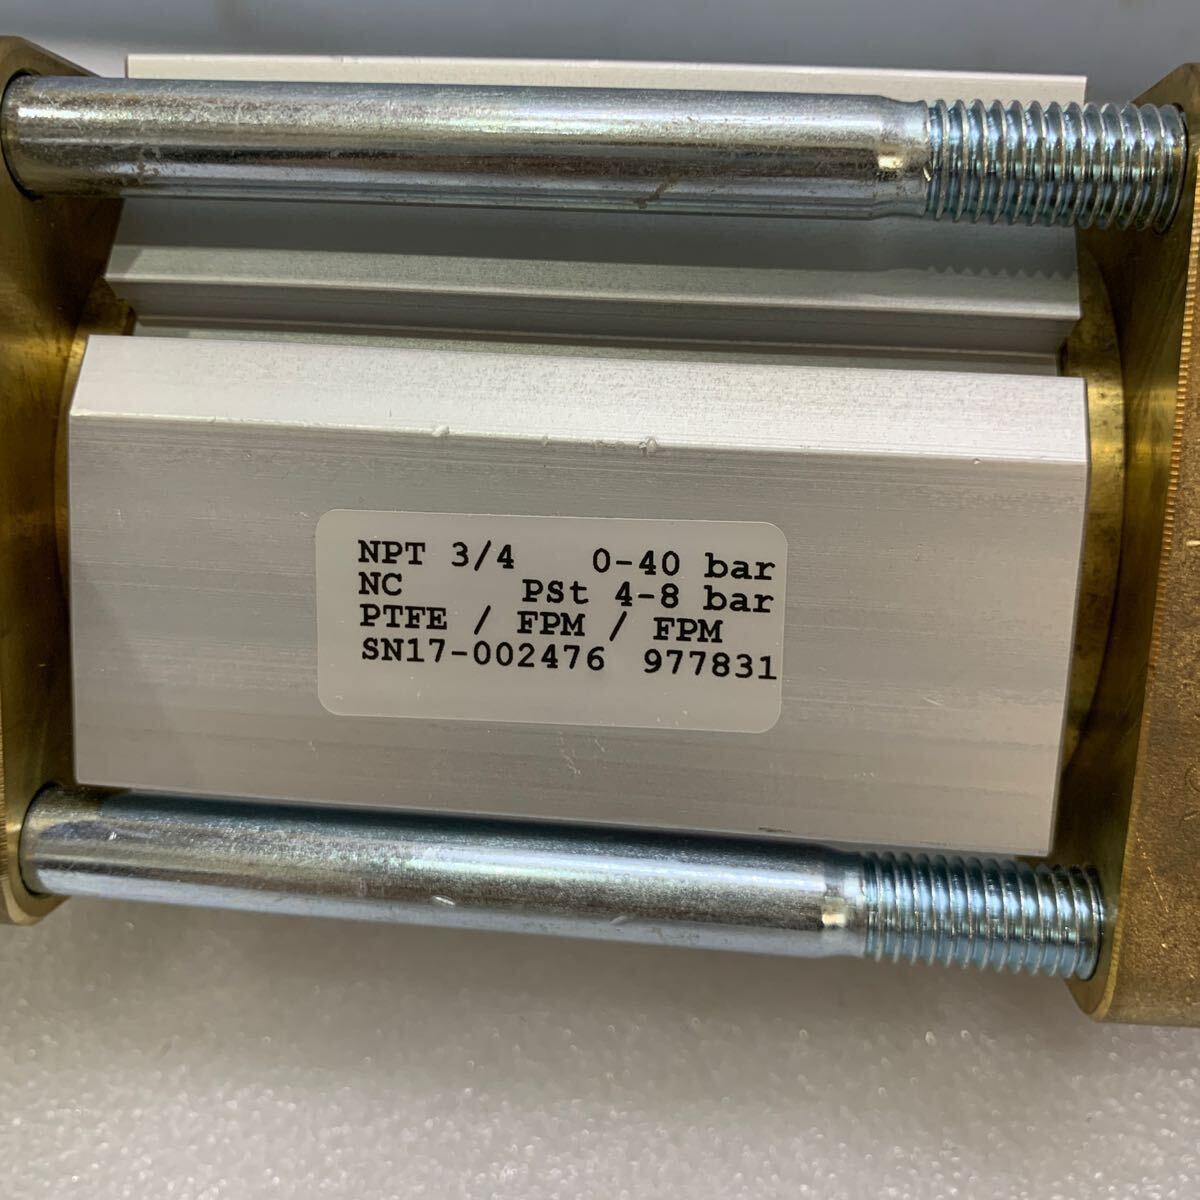 NPT 3/4 0-40 bar
NC PSt 4-8 bar
PTFE / FPM / FPM
SN17-002476 977831